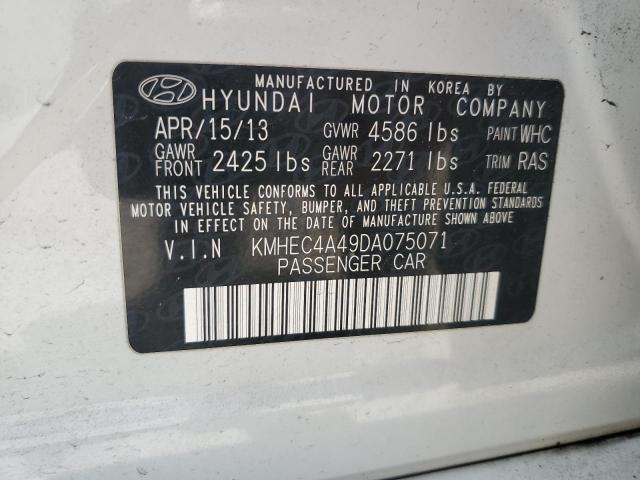 MANUFACTURED IN KOREA BY
HYUNDAI MOTOR COMPANY
APR/15/13 GVWR 4586 lbs PAINT WHC
GAWR FRONT 2425 lbs GAWR REAR 2271 lbs TRIM RAS
THIS VEHICLE CONFORMS TO ALL APPLICABLE U.S.A. FEDERAL
MOTOR VEHICLE SAFETY, BUMPER, AND THEFT PREVENTION STANDARDS
IN EFFECT ON THE DATE OF MANUFACTURE SHOWN ABOVE
V.I.N KMHEC4A49DA075071
PASSENGER CAR